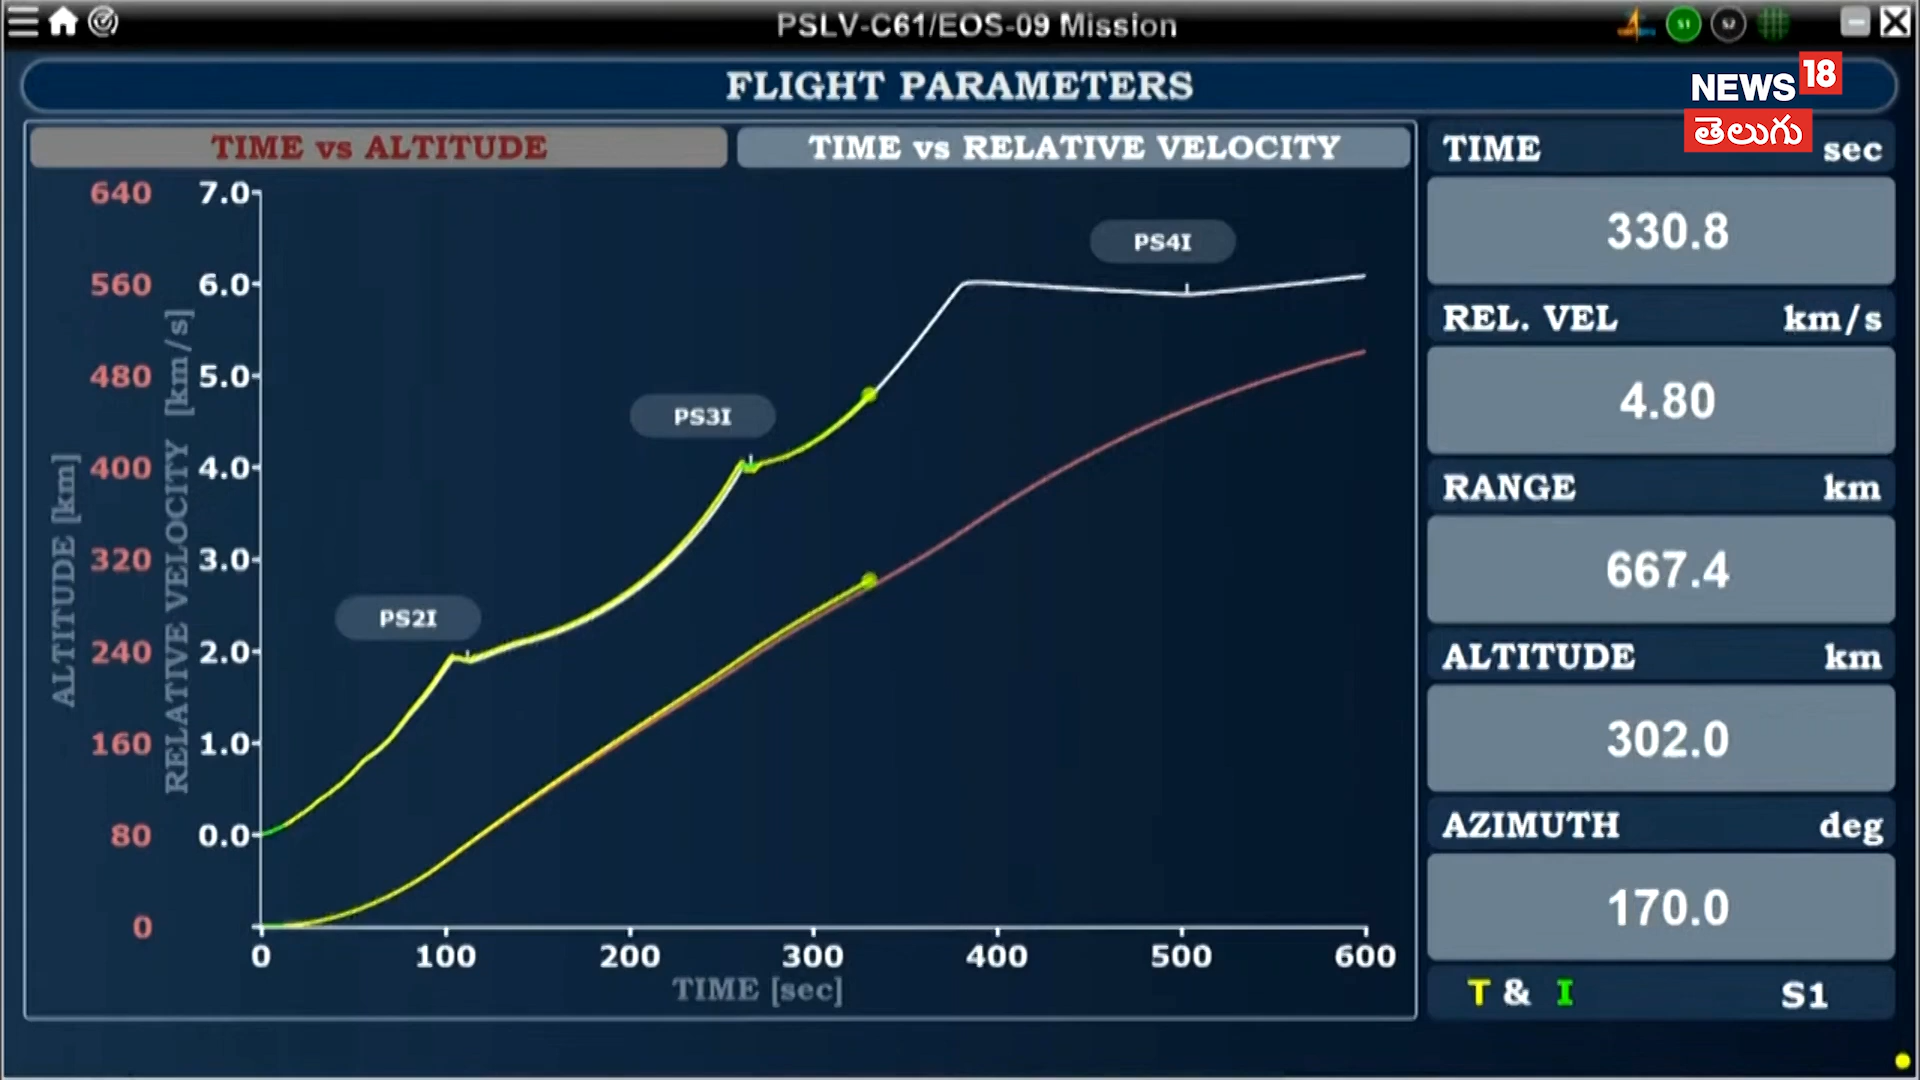 PSLV-C61/EOS-09 Mission
S1
S2
FLIGHT PARAMETERS
NEWS18
తెలుగు
TIME vs ALTITUDE
TIME vs RELATIVE VELOCITY
640
560
480
400
320
240
160
80
0
ALTITUDE [km]
7.0
6.0
5.0
4.0
3.0
2.0
1.0
0.0
RELATIVE VELOCITY [km/s]
PS2I
PS3I
PS4I
0 100 200 300 400 500 600
TIME [sec]
TIME sec
330.8
REL. VEL km/s
4.80
RANGE km
667.4
ALTITUDE km
302.0
AZIMUTH deg
170.0
T & I S1